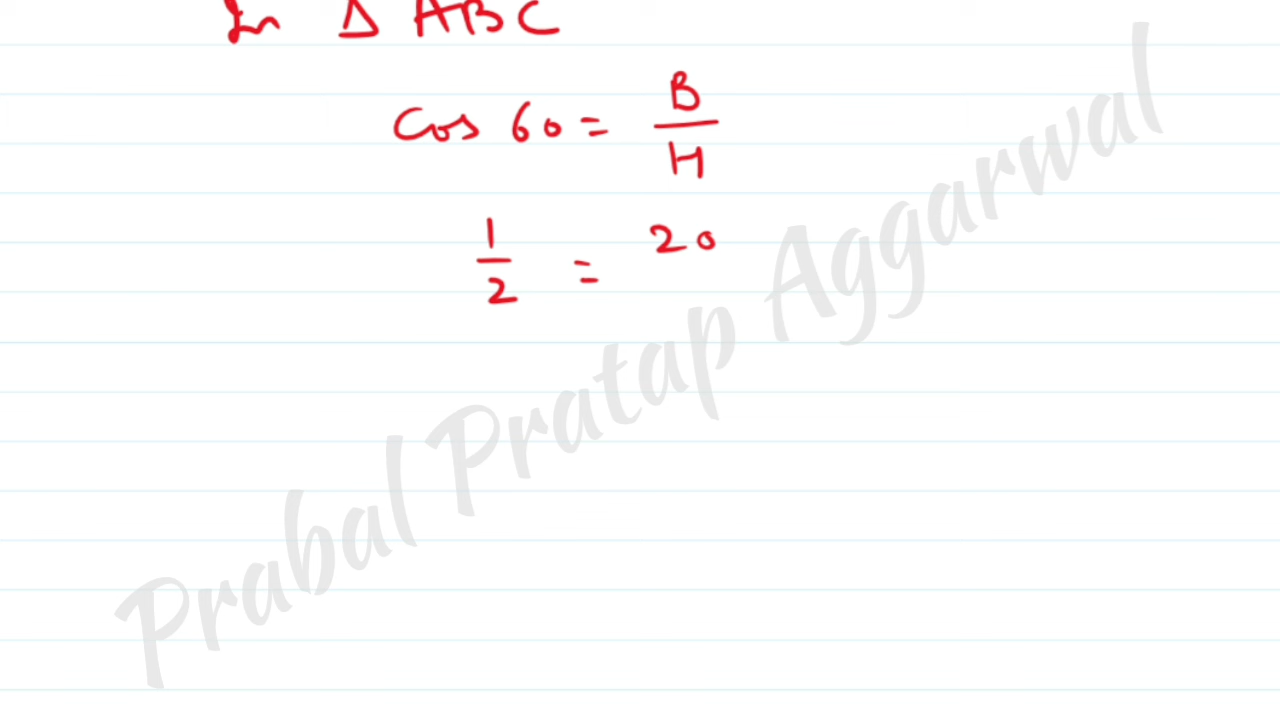 In Δ ABC
Cos 60 = B/H
1/2 = 20
Prabal Pratap Aggarwal